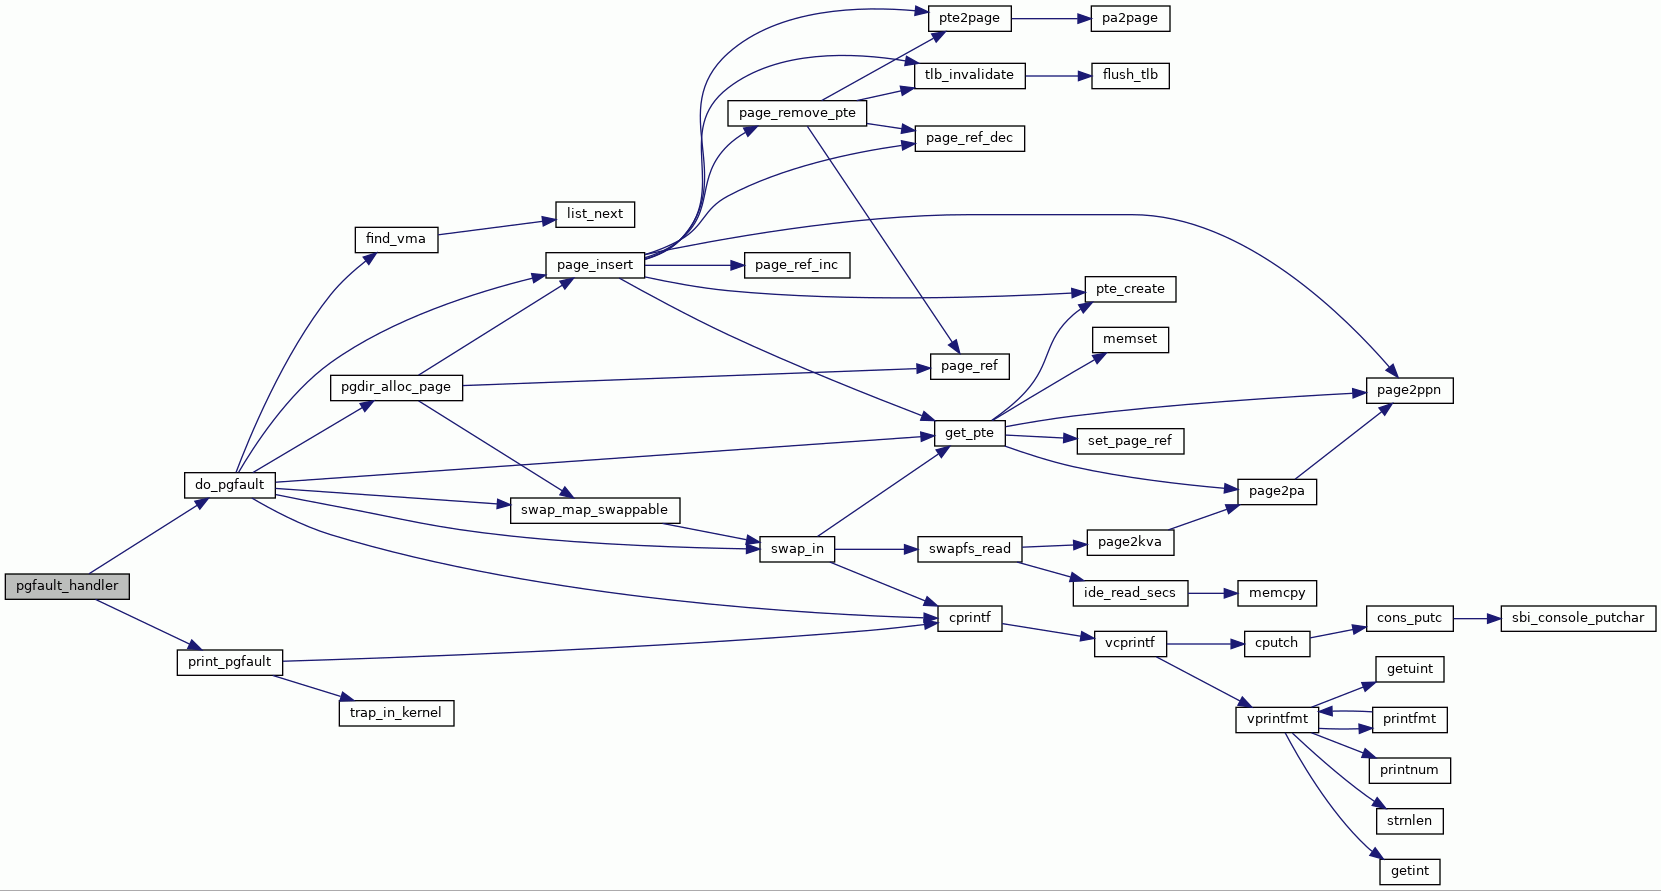 pte2page
pa2page
tlb_invalidate
flush_tlb
page_remove_pte
page_ref_dec
list_next
find_vma
page_insert
page_ref_inc
pte_create
memset
page_ref
pgdir_alloc_page
page2ppn
get_pte
set_page_ref
do_pgfault
page2pa
swap_map_swappable
page2kva
swap_in
swapfs_read
pgfault_handler
ide_read_secs
memcpy
cprintf
cons_putc
sbi_console_putchar
vcprintf
cputch
print_pgfault
getuint
trap_in_kernel
vprintfmt
printfmt
printnum
strnlen
getint